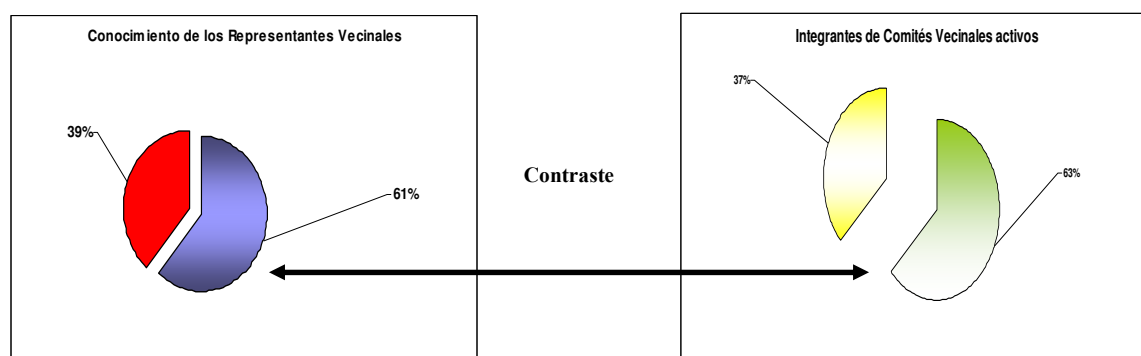 Conocimiento de los Representantes Vecinales
39%
61%
Contraste
Integrantes de Comités Vecinales activos
37%
63%